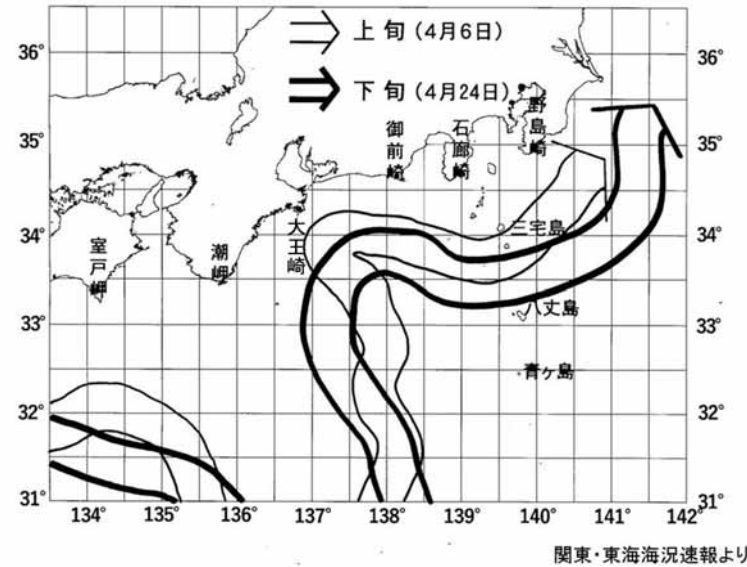 上旬(4月6日)
下旬(4月24日)
36°
36°
35°
35°
34°
34°
33°
33°
32°
32°
31°
31°
野島崎
石廊崎
御前崎
大王崎
潮岬
室戸岬
三宅島
八丈島
青ヶ島
134° 135° 136° 137° 138° 139° 140° 141° 142°
関東・東海海況速報より